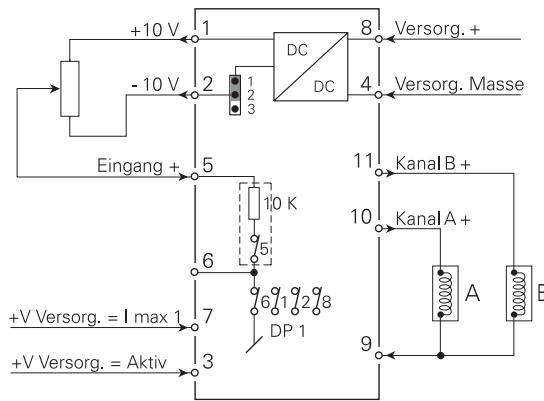 +10 V 1 8 Versorg. +
DC
DC
- 10 V 2 4 Versorg. Masse
1
2
3
Eingang + 5 11 Kanal B +
10 K
10 Kanal A +
5
6
A B
6 1 2 8
+V Versorg. = I max 1 7
DP 1
9
+V Versorg. = Aktiv 3